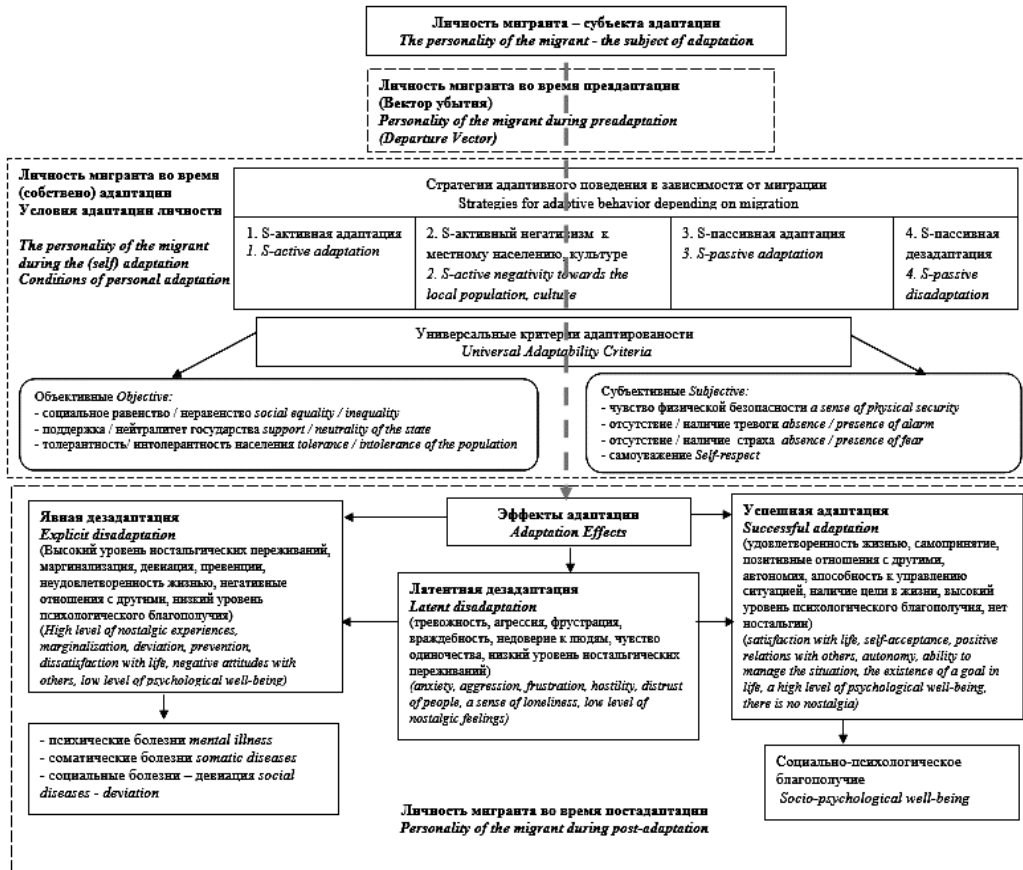 Личность мигранта – субъекта адаптации
The personality of the migrant - the subject of adaptation
Личность мигранта во время преадаптации
(Вектор убытия)
Personality of the migrant during preadaptation
(Departure Vector)
Личность мигранта во время
(собствено) адаптации
Условия адаптации личности
The personality of the migrant
during the (self) adaptation
Conditions of personal adaptation
Стратегии адаптивного поведения в зависимости от миграции
Strategies for adaptive behavior depending on migration
1. S-активная адаптация
1. S-active adaptation
2. S-активный негативизм к
местному населению, культуре
2. S-active negativity towards the
local population, culture
3. S-пассивная адаптация
3. S-passive adaptation
4. S-пассивная
дезадаптация
4. S-passive
disadaptation
Универсальные критерии адаптированости
Universal Adaptability Criteria
Объективные Objective:
- социальное равенство / неравенство social equality / inequality
- поддержка / нейтралитет государства support / neutrality of the state
- толерантность/ интолерантность населения tolerance / intolerance of the population
Субъективные Subjective:
- чувство физической безопасности a sense of physical security
- отсутствие / наличие тревоги absence / presence of alarm
- отсутствие / наличие страха absence / presence of fear
- самоуважение Self-respect
Явная дезадаптация
Explicit disadaptation
(Высокий уровень ностальгических переживаний,
маргинализация, девиация, превенции,
неудовлетворенность жизнью, негативные
отношения с другими, низкий уровень
психологического благополучия)
(High level of nostalgic experiences,
marginalisation, deviation, prevention,
dissatisfaction with life, negative attitudes with
others, low level of psychological well-being)
Эффекты адаптации
Adaptation Effects
Латентная дезадаптация
Latent disadaptation
(тревожность, агрессия, фрустрация,
враждебность, недоверие к людям, чувство
одиночества, низкий уровень ностальгических
переживаний)
(anxiety, aggression, frustration, hostility, distrust
of people, a sense of loneliness, low level of
nostalgic feelings)
Успешная адаптация
Successful adaptation
(удовлетворенность жизнью, самопринятие,
позитивные отношения с другими,
автономия, апособность к управлению
ситуацией, наличие цели в жизни, высокий
уровень психологического благополучия, нет
ностальгии)
(satisfaction with life, self-acceptance, positive
relations with others, autonomy, ability to
manage the situation, the existence of a goal in
life, a high level of psychological well-being,
there is no nostalgia)
- психические болезни mental illness
- соматические болезни somatic diseases
- социальные болезни – девиация social
diseases - deviation
Социально-психологическое
благополучие
Socio-psychological well-being
Личность мигранта во время постадаптации
Personality of the migrant during post-adaptation